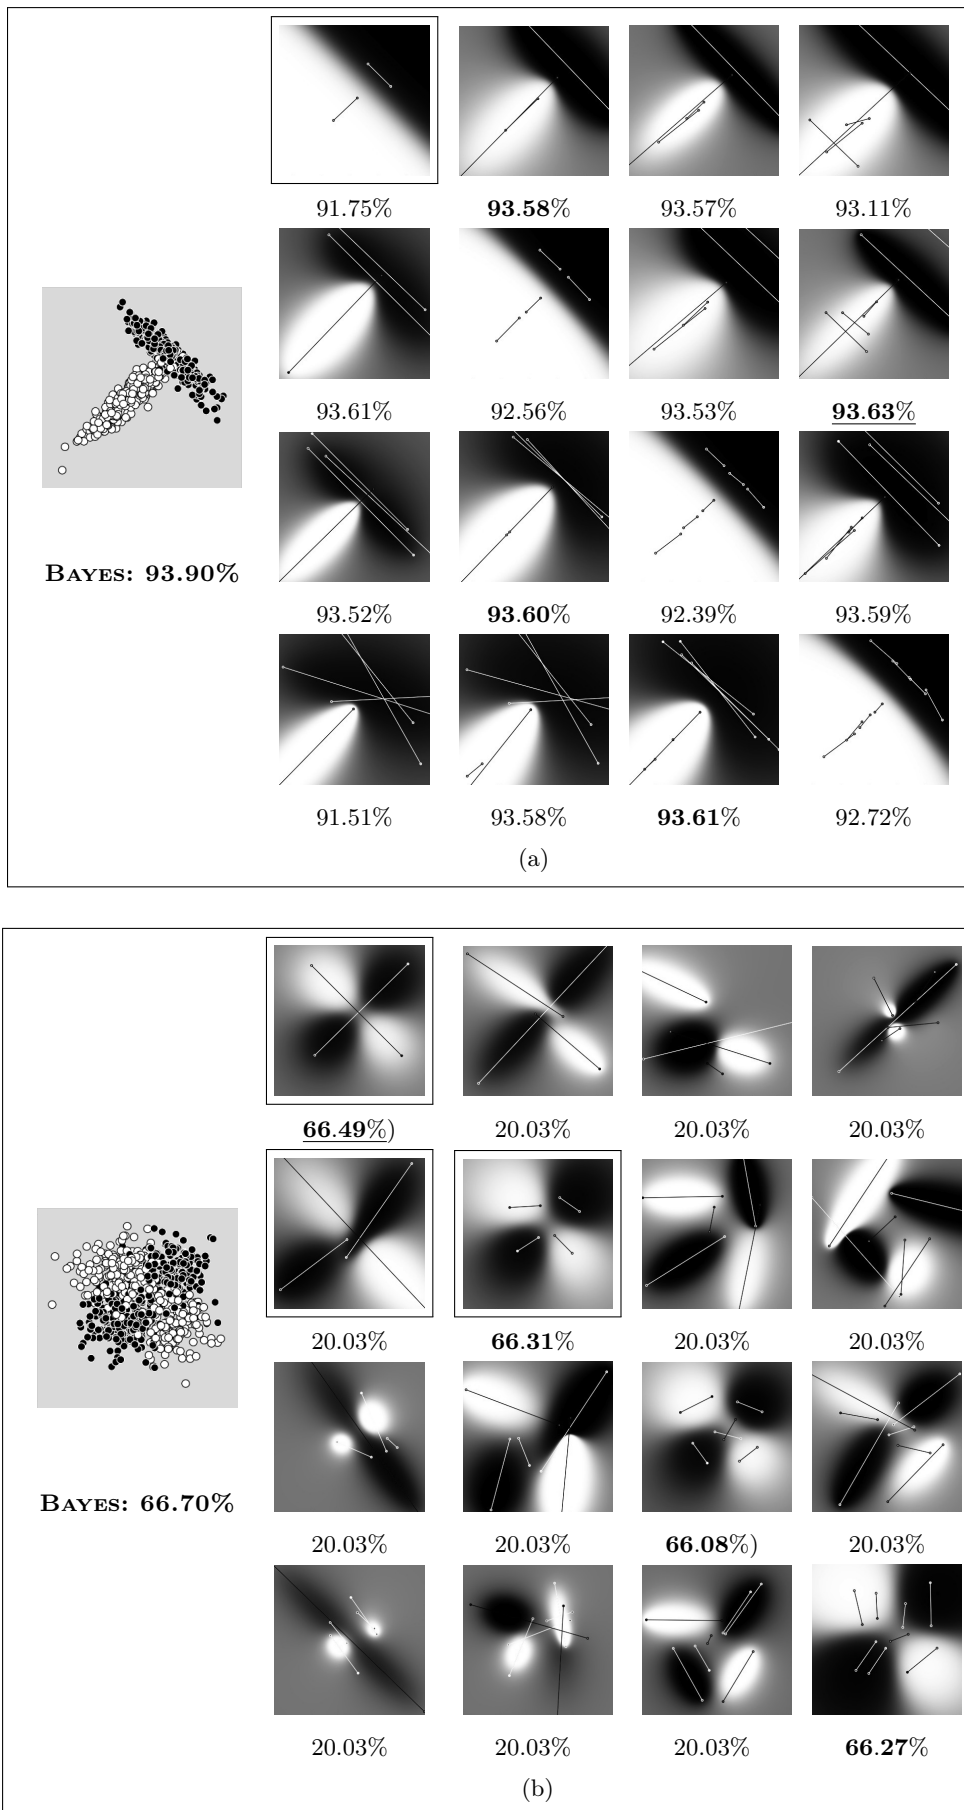 91.75% 93.58% 93.57% 93.11%
93.61% 92.56% 93.53% 93.63%
BAYES: 93.90%
93.52% 93.60% 92.39% 93.59%
91.51% 93.58% 93.61% 92.72%
(a)
66.49%) 20.03% 20.03% 20.03%
20.03% 66.31% 20.03% 20.03%
BAYES: 66.70%
20.03% 20.03% 66.08%) 20.03%
20.03% 20.03% 20.03% 66.27%
(b)